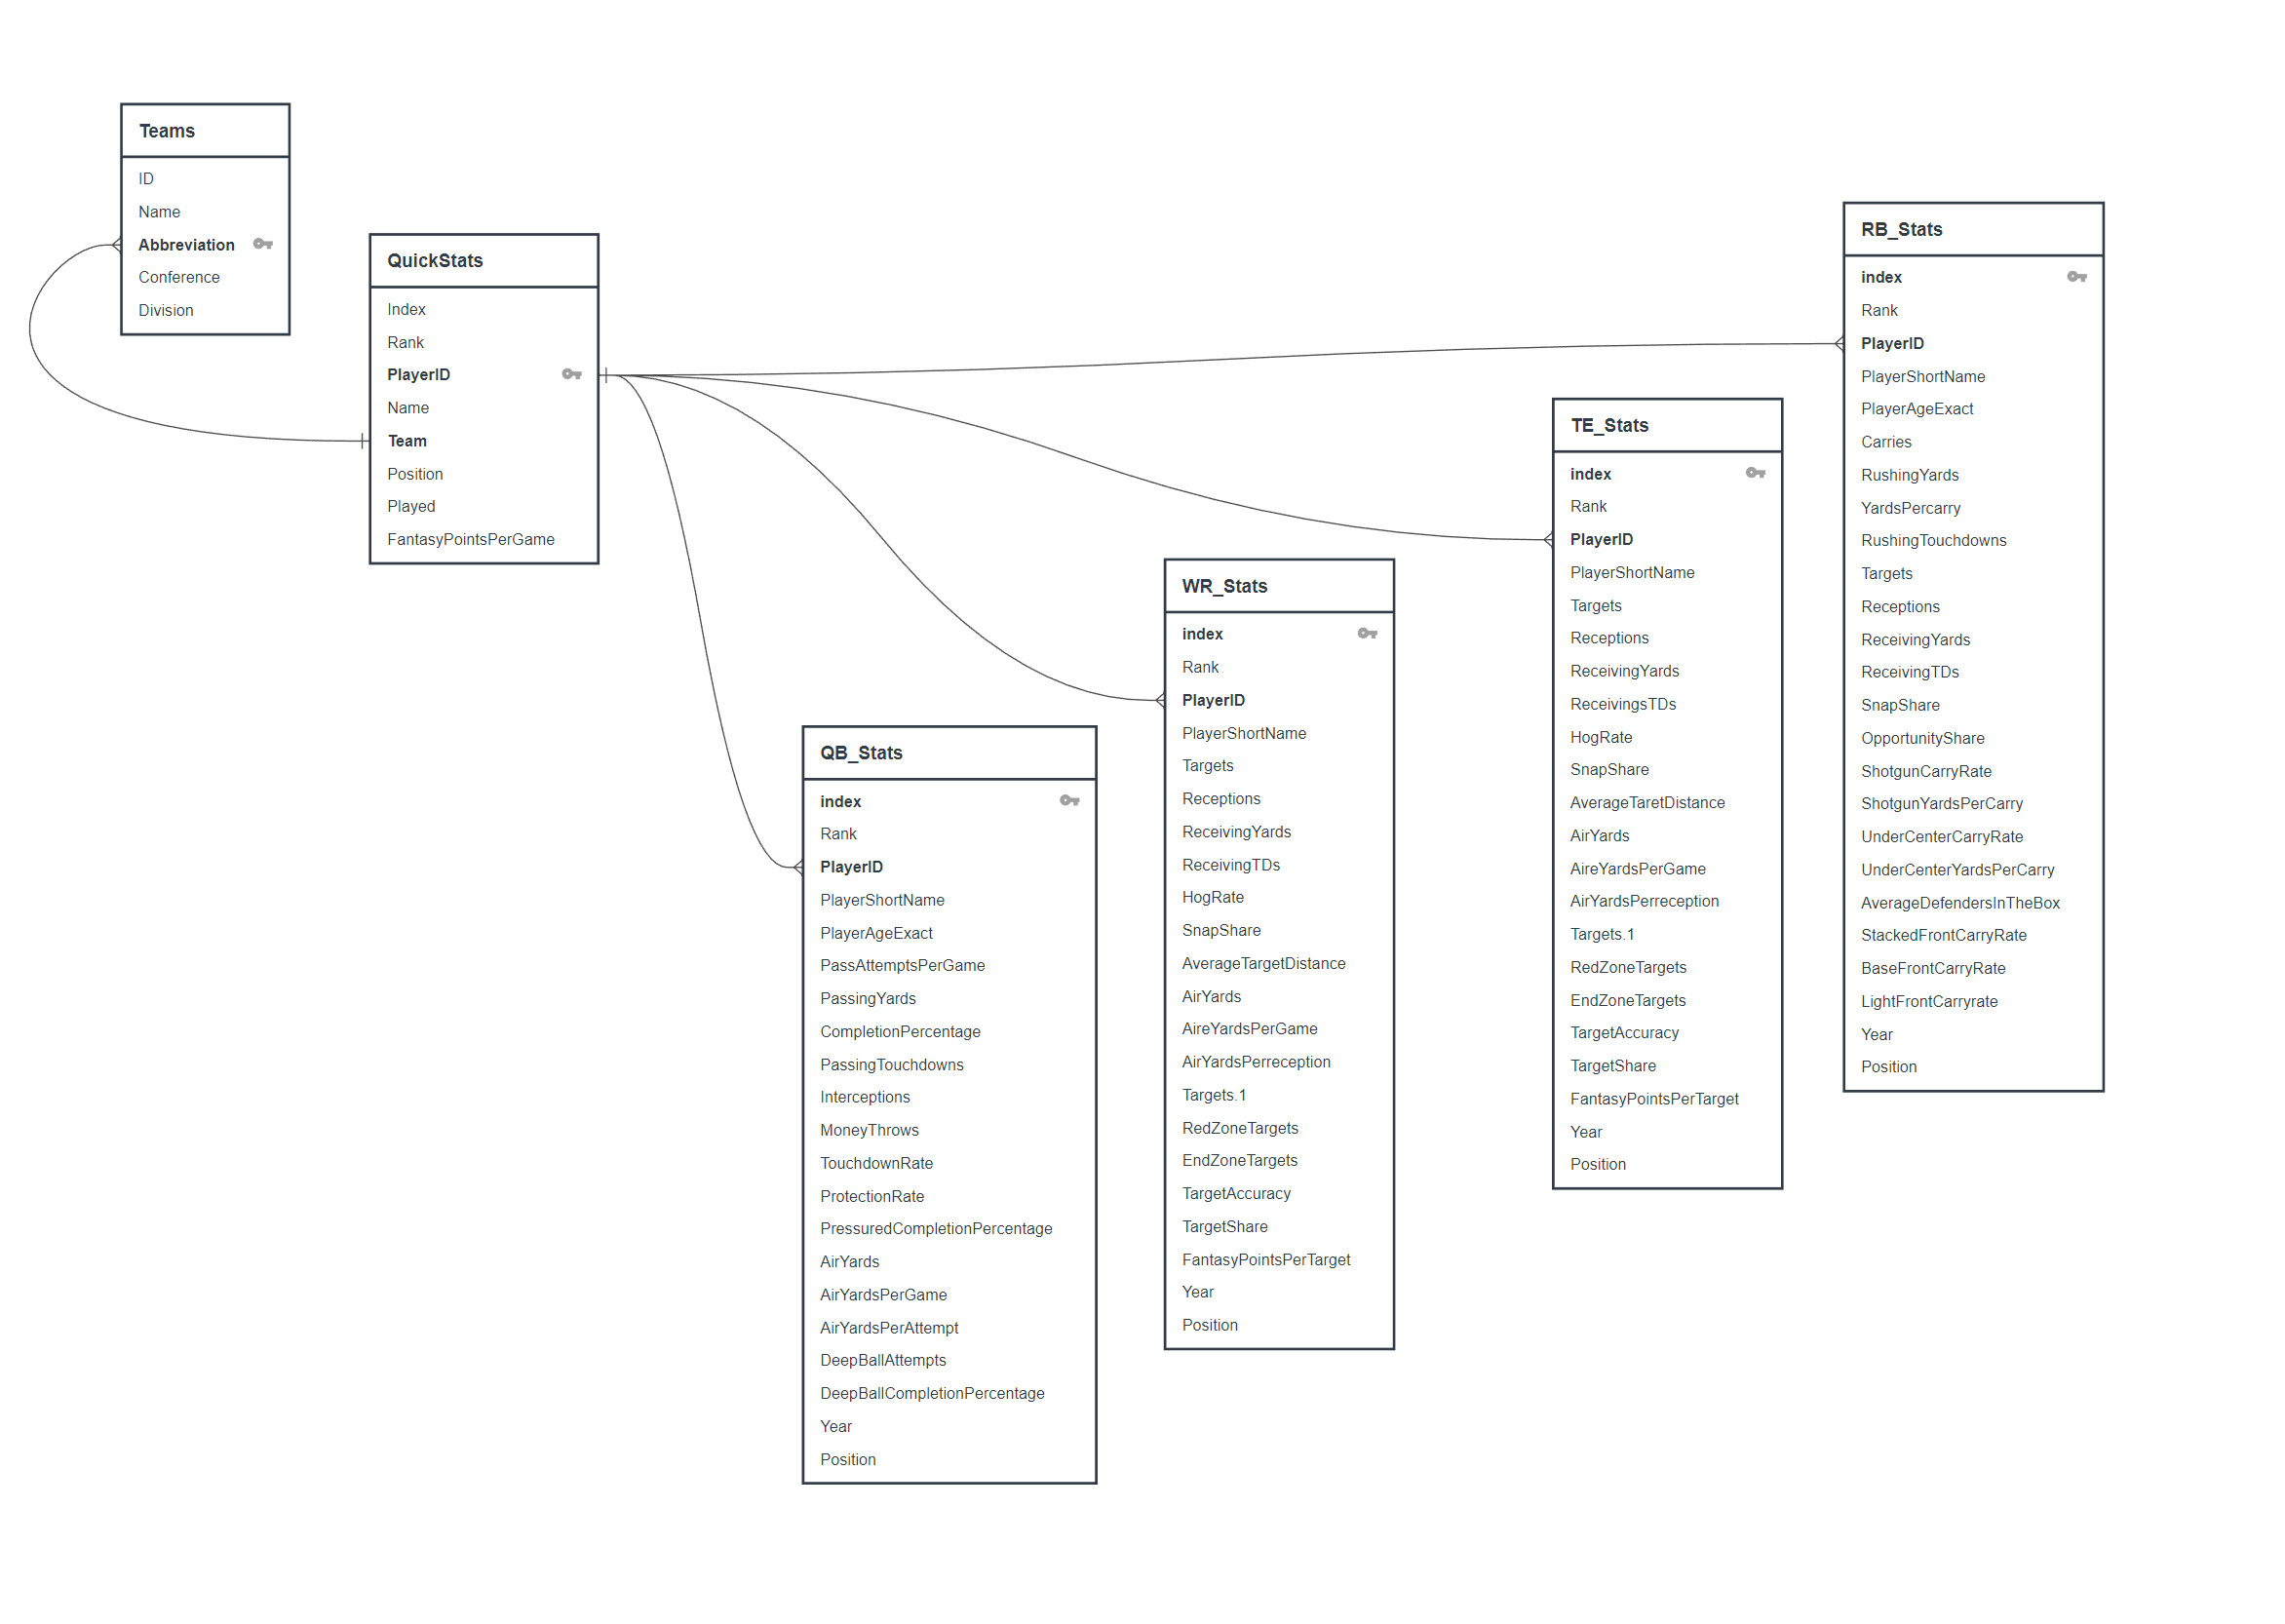 Teams
ID
Name
Abbreviation
Conference
Division
QuickStats
Index
Rank
PlayerID
Name
Team
Position
Played
FantasyPointsPerGame
QB_Stats
index
Rank
PlayerID
PlayerShortName
PlayerAgeExact
PassAttemptsPerGame
PassingYards
CompletionPercentage
PassingTouchdowns
Interceptions
MoneyThrows
TouchdownRate
ProtectionRate
PressuredCompletionPercentage
AirYards
AirYardsPerGame
AirYardsPerAttempt
DeepBallAttempts
DeepBallCompletionPercentage
Year
Position
WR_Stats
index
Rank
PlayerID
PlayerShortName
Targets
Receptions
ReceivingYards
ReceivingTDs
HogRate
SnapShare
AverageTargetDistance
AirYards
AireYardsPerGame
AirYardsPerreception
Targets.1
RedZoneTargets
EndZoneTargets
TargetAccuracy
TargetShare
FantasyPointsPerTarget
Year
Position
TE_Stats
index
Rank
PlayerID
PlayerShortName
Targets
Receptions
ReceivingYards
ReceivingsTDs
HogRate
SnapShare
AverageTaretDistance
AirYards
AireYardsPerGame
AirYardsPerreception
Targets.1
RedZoneTargets
EndZoneTargets
TargetAccuracy
TargetShare
FantasyPointsPerTarget
Year
Position
RB_Stats
index
Rank
PlayerID
PlayerShortName
PlayerAgeExact
Carries
RushingYards
YardsPercarry
RushingTouchdowns
Targets
Receptions
ReceivingYards
ReceivingTDs
SnapShare
OpportunityShare
ShotgunCarryRate
ShotgunYardsPerCarry
UnderCenterCarryRate
UnderCenterYardsPerCarry
AverageDefendersInTheBox
StackedFrontCarryRate
BaseFrontCarryRate
LightFrontCarryrate
Year
Position